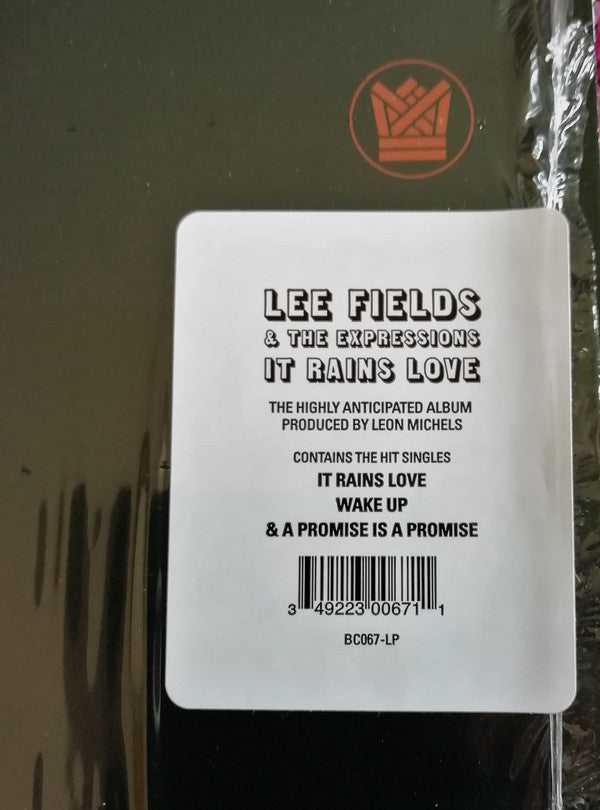 LEE FIELDS
& THE EXPRESSIONS
IT RAINS LOVE
THE HIGHLY ANTICIPATED ALBUM
PRODUCED BY LEON MICHELS
CONTAINS THE HIT SINGLES
IT RAINS LOVE
WAKE UP
& A PROMISE IS A PROMISE
3 49223 00671 1
BC067-LP